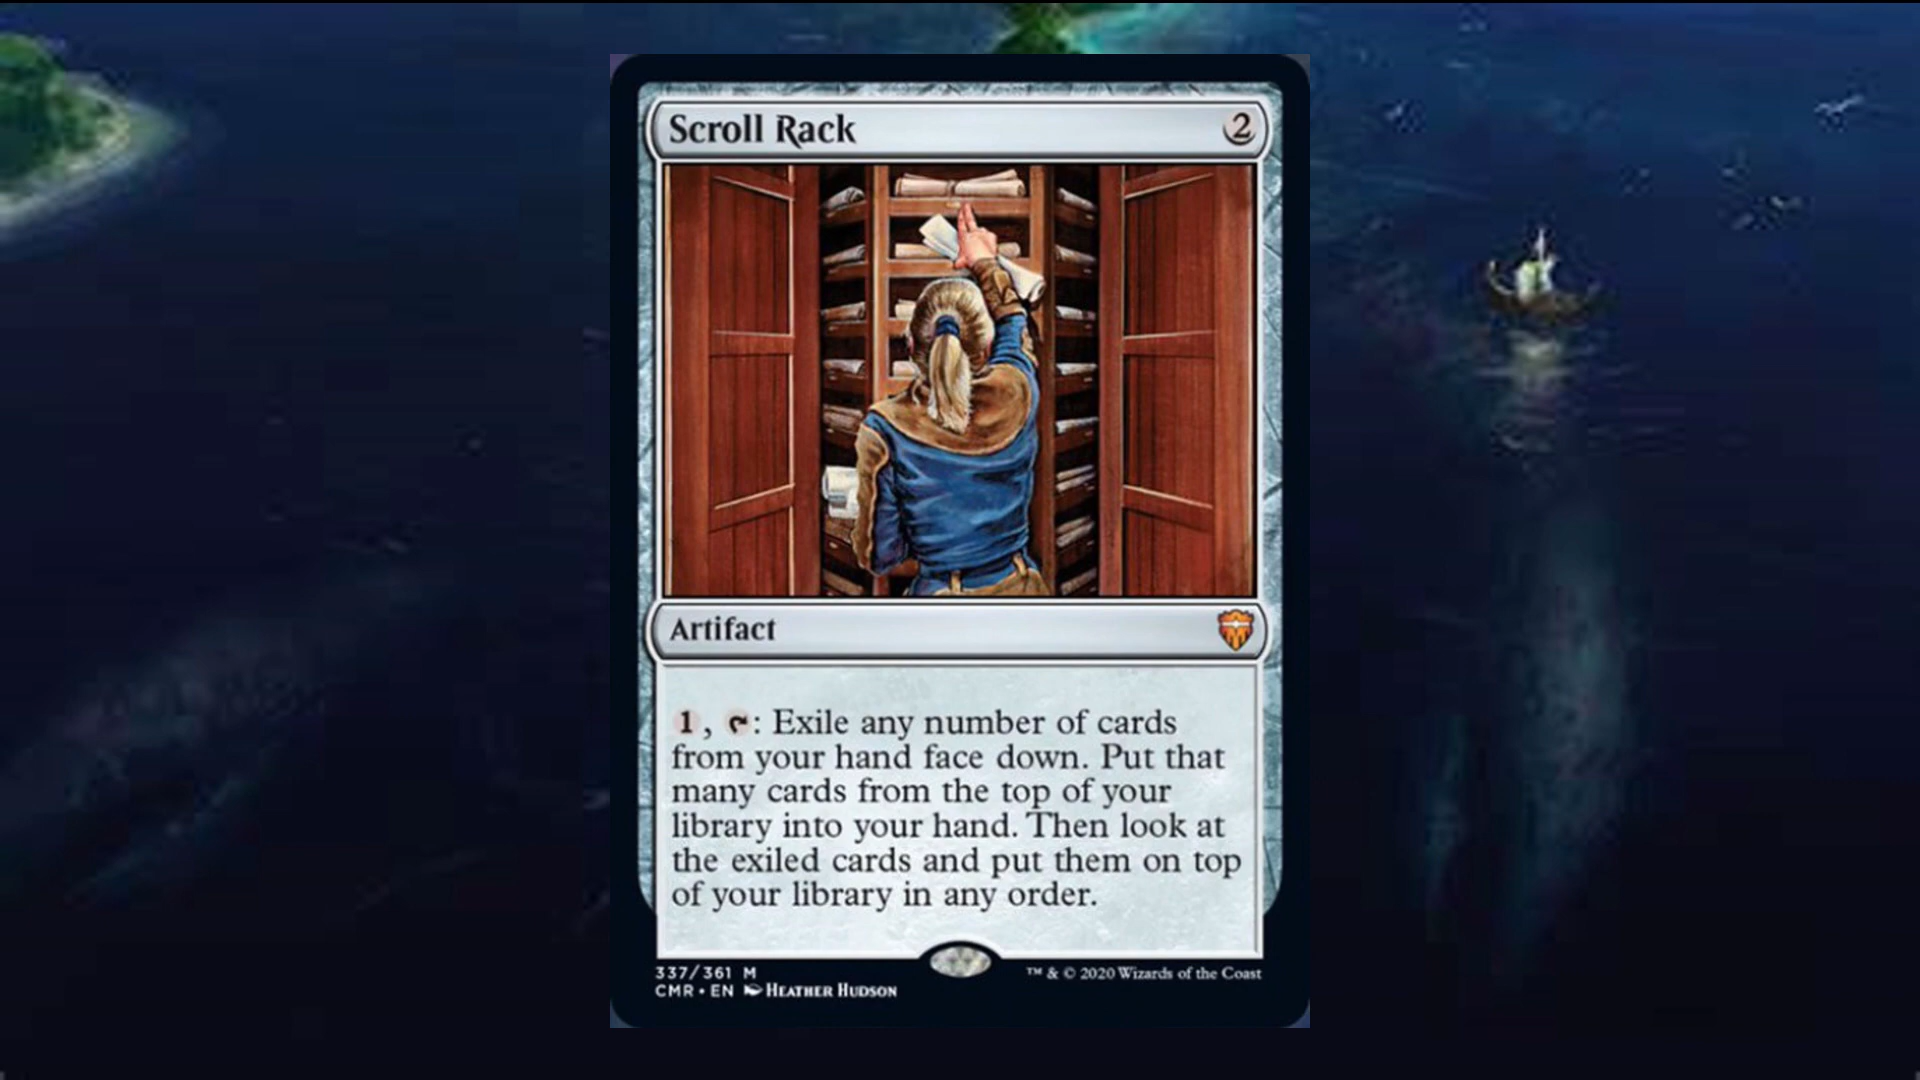 Scroll Rack 2
Artifact
1, T: Exile any number of cards
from your hand face down. Put that
many cards from the top of your
library into your hand. Then look at
the exiled cards and put them on top
of your library in any order.
337/361 M
CMR • EN Heather Hudson
™ & © 2020 Wizards of the Coast